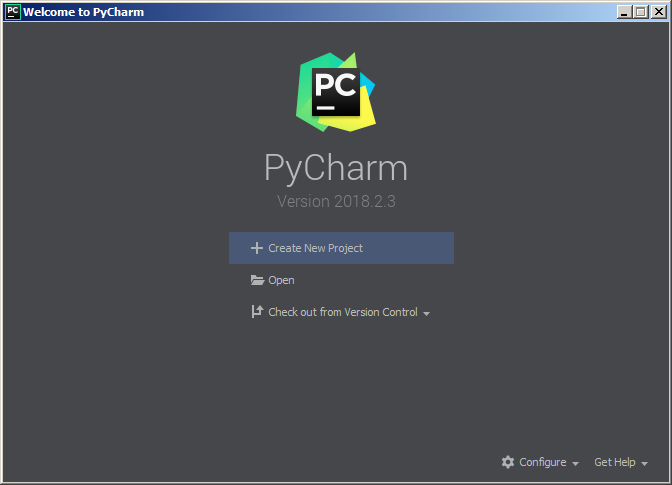 Welcome to PyCharm
PC
PyCharm
Version 2018.2.3
Create New Project
Open
Check out from Version Control
Configure Get Help